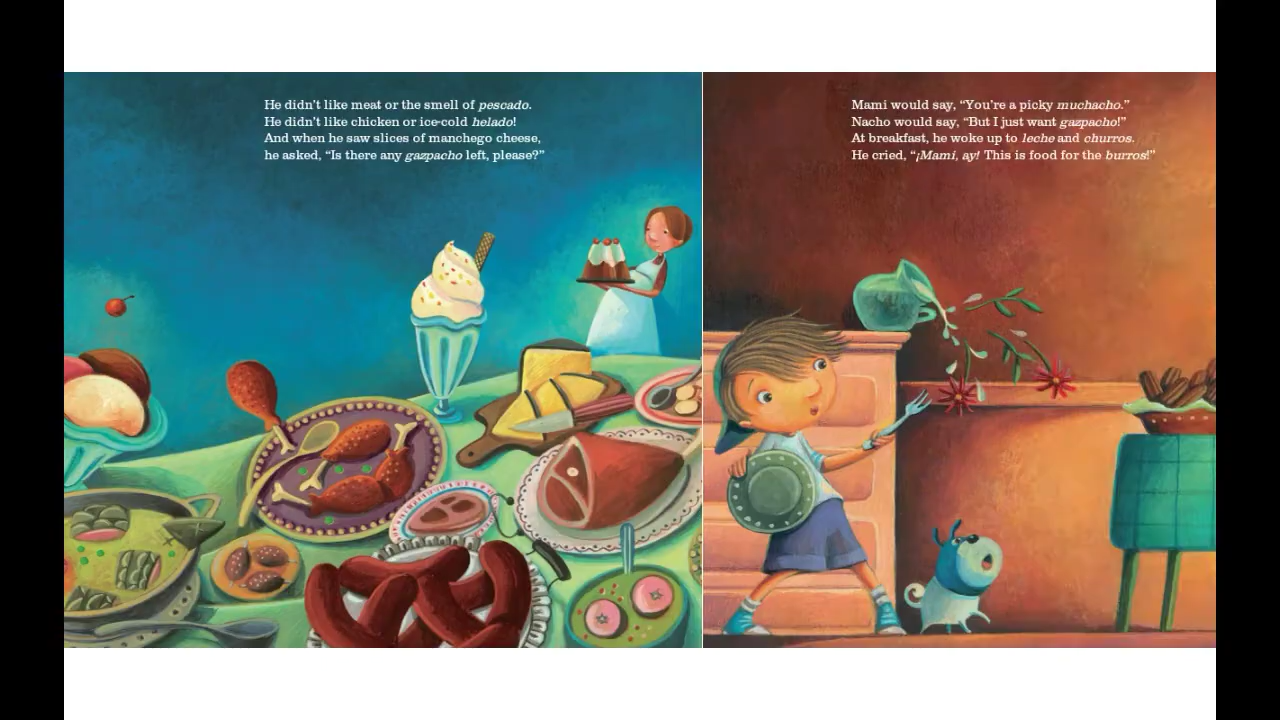 He didn't like meat or the smell of pescado.
He didn't like chicken or ice-cold helado!
And when he saw slices of manchego cheese,
he asked, “Is there any gazpacho left, please?”
Mami would say, “You're a picky muchacho.”
Nacho would say, “But I just want gazpacho!”
At breakfast, he woke up to leche and churros.
He cried, “¡Mami, ay! This is food for the burros!”